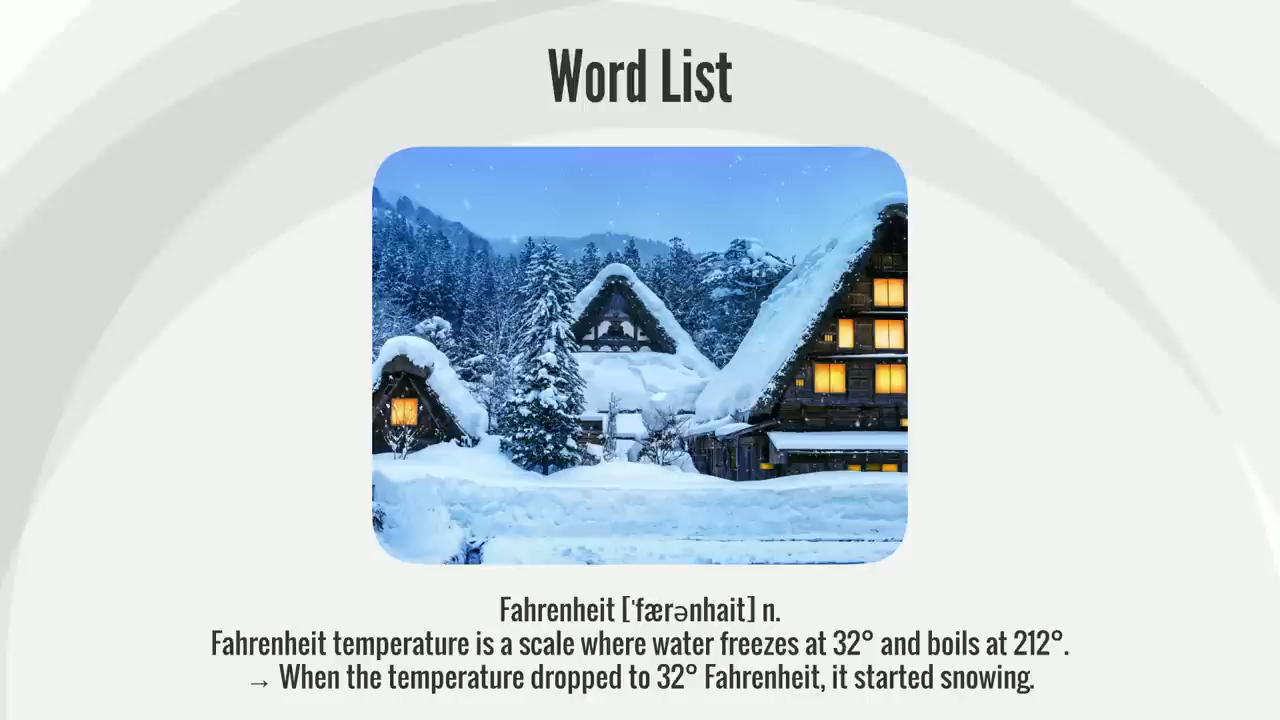 Word List
Fahrenheit [ˈfærənhait] n.
Fahrenheit temperature is a scale where water freezes at 32° and boils at 212°.
→ When the temperature dropped to 32° Fahrenheit, it started snowing.